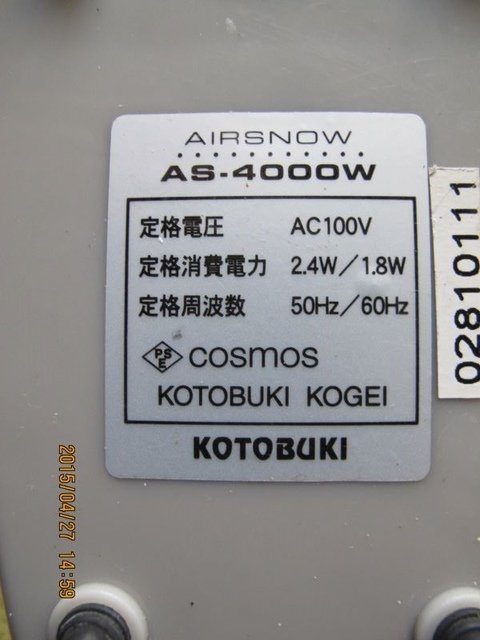 AIRSNOW
AS-4000W
定格電圧 AC100V
定格消費電力 2.4W/1.8W
定格周波数 50Hz/60Hz
PSE cosmos
KOTOBUKI KOGEI
KOTOBUKI
02810111
2015/04/27 14:59